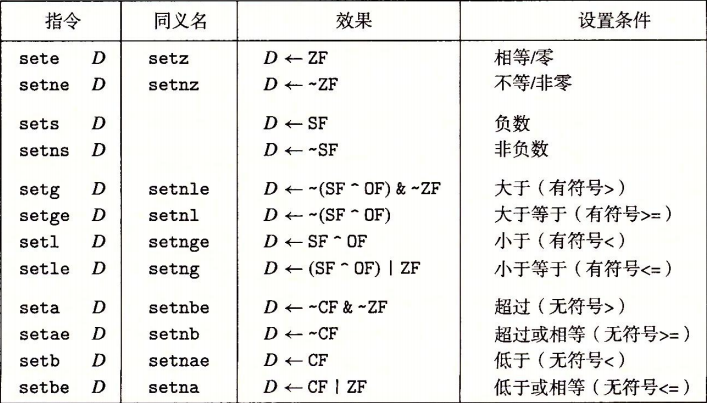 指令 同义名 效果 设置条件
sete D setz D ← ZF 相等/零
setne D setnz D ← ~ZF 不等/非零
sets D D ← SF 负数
setns D D ← ~SF 非负数
setg D setnle D ← ~(SF ^ OF) & ~ZF 大于（有符号>）
setge D setnl D ← ~(SF ^ OF) 大于等于（有符号>=）
setl D setnge D ← SF ^ OF 小于（有符号<）
setle D setng D ← (SF ^ OF) | ZF 小于等于（有符号<=）
seta D setnbe D ← ~CF & ~ZF 超过（无符号>）
setae D setnb D ← ~CF 超过或相等（无符号>=）
setb D setnae D ← CF 低于（无符号<）
setbe D setna D ← CF | ZF 低于或相等（无符号<=）